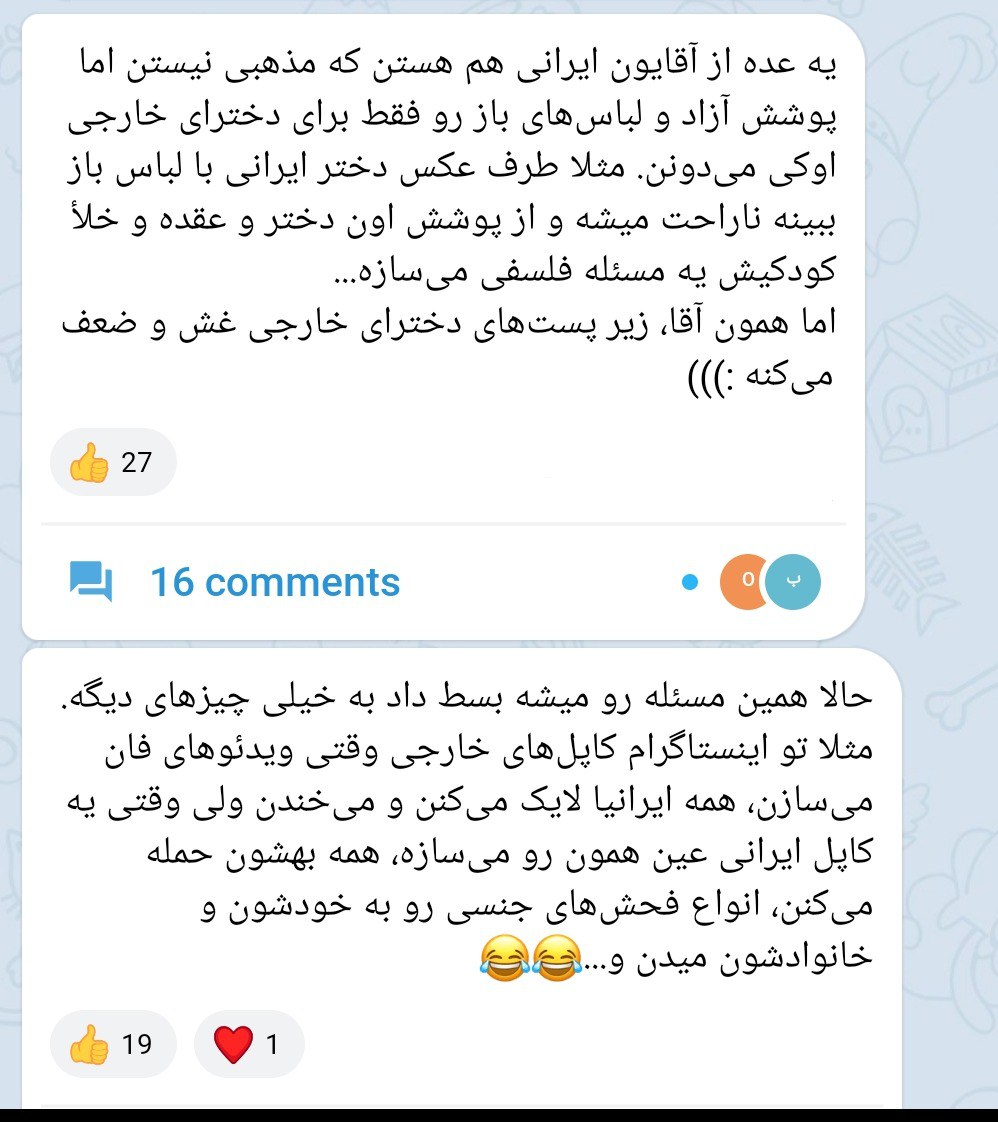 یه عده از آقایون ایرانی هم هستن که مذهبی نیستن اما
پوشش آزاد و لباس‌های باز رو فقط برای دخترای خارجی
اوکی می‌دونن. مثلا طرف عکس دختر ایرانی با لباس باز
ببینه ناراحت میشه و از پوشش اون دختر و عقده و خلأ
کودکیش یه مسئله فلسفی می‌سازه...
اما همون آقا، زیر پست‌های دخترای خارجی غش و ضعف
می‌کنه :)))
👍 27
16 comments
O ب
حالا همین مسئله رو میشه بسط داد به خیلی چیزهای دیگه.
مثلا تو اینستاگرام کاپل‌های خارجی وقتی ویدئوهای فان
می‌سازن، همه ایرانیا لایک می‌کنن و می‌خندن ولی وقتی یه
کاپل ایرانی عین همون رو می‌سازه، همه بهشون حمله
می‌کنن، انواع فحش‌های جنسی رو به خودشون و
خانوادشون میدن و...😂😂
👍 19 ❤️ 1